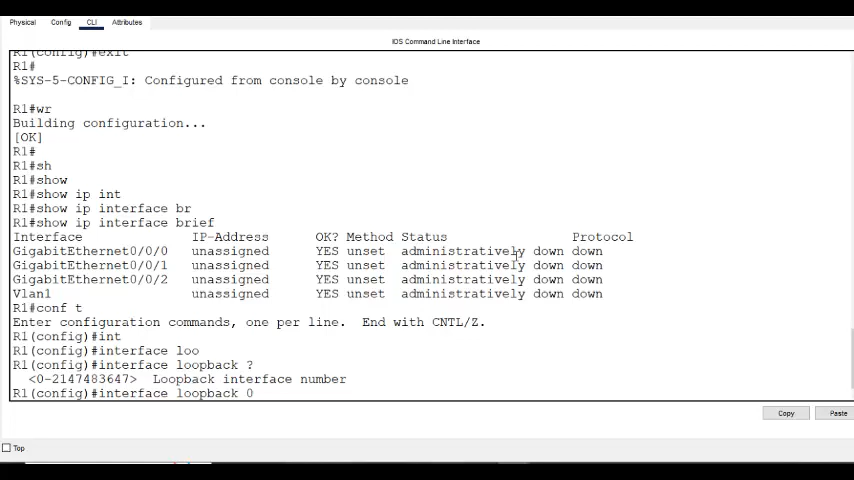 Physical Config CLI Attributes
IOS Command Line Interface
R1(config)#exit
R1#
%SYS-5-CONFIG_I: Configured from console by console
R1#wr
Building configuration...
[OK]
R1#
R1#sh
R1#show
R1#show ip int
R1#show ip interface br
R1#show ip interface brief
Interface IP-Address OK? Method Status Protocol
GigabitEthernet0/0/0 unassigned YES unset administratively down down
GigabitEthernet0/0/1 unassigned YES unset administratively down down
GigabitEthernet0/0/2 unassigned YES unset administratively down down
Vlan1 unassigned YES unset administratively down down
R1#conf t
Enter configuration commands, one per line. End with CNTL/Z.
R1(config)#int
R1(config)#interface loo
R1(config)#interface loopback ?
<0-2147483647> Loopback interface number
R1(config)#interface loopback 0
Copy Paste
Top